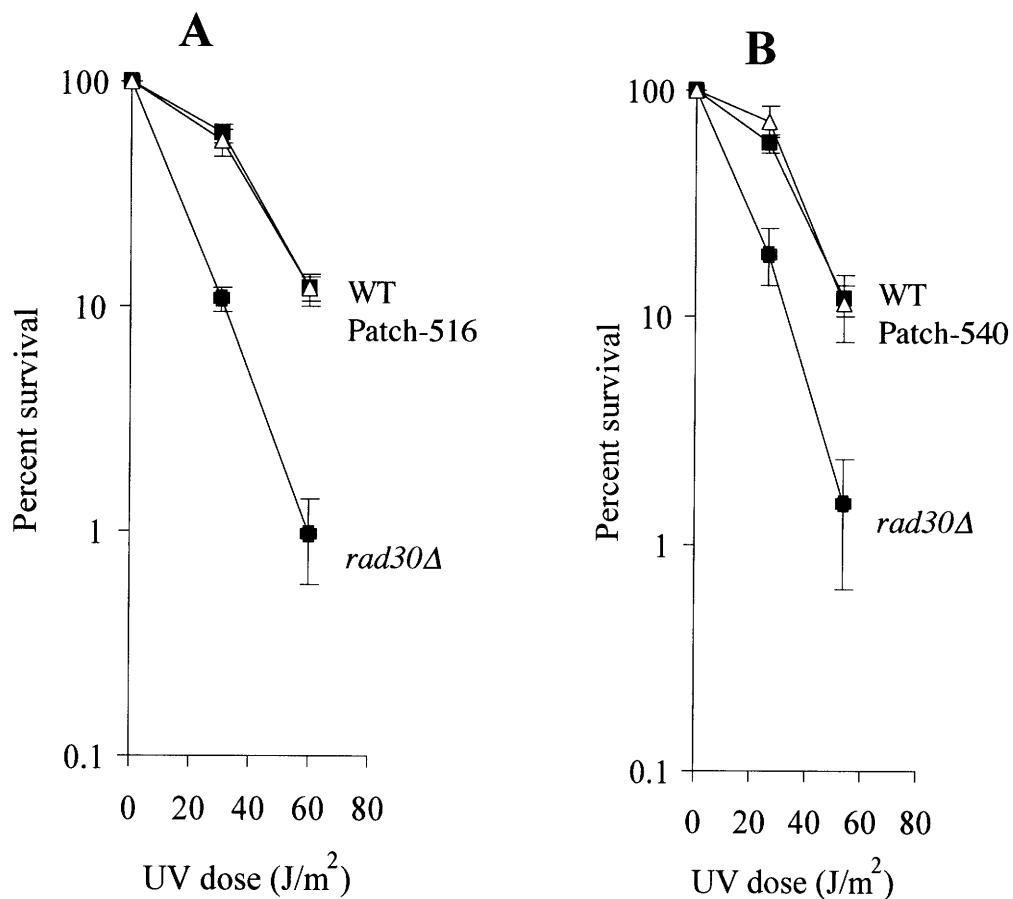 A
100
10
1
0.1
Percent survival
WT
Patch-516
rad30Δ
0 20 40 60 80
UV dose (J/m²)
B
100
10
1
0.1
Percent survival
WT
Patch-540
rad30Δ
0 20 40 60 80
UV dose (J/m²)